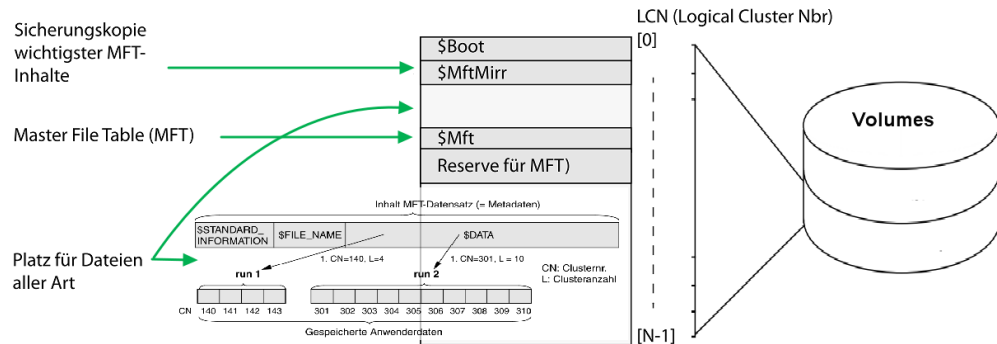 Sicherungskopie
wichtigster MFT-
Inhalte
Master File Table (MFT)
Platz für Dateien
aller Art
LCN (Logical Cluster Nbr)
[0]
$Boot
$MftMirr
$Mft
Reserve für MFT)
Volumes
Inhalt MFT-Datensatz (= Metadaten)
$STANDARD_
INFORMATION
$FILE_NAME
$DATA
1. CN=140, L=4
1. CN=301, L = 10
CN: Clusternr.
L: Clusteranzahl
run 1
run 2
CN 140 141 142 143 301 302 303 304 305 306 307 308 309 310
Gespeicherte Anwenderdaten
[N-1]